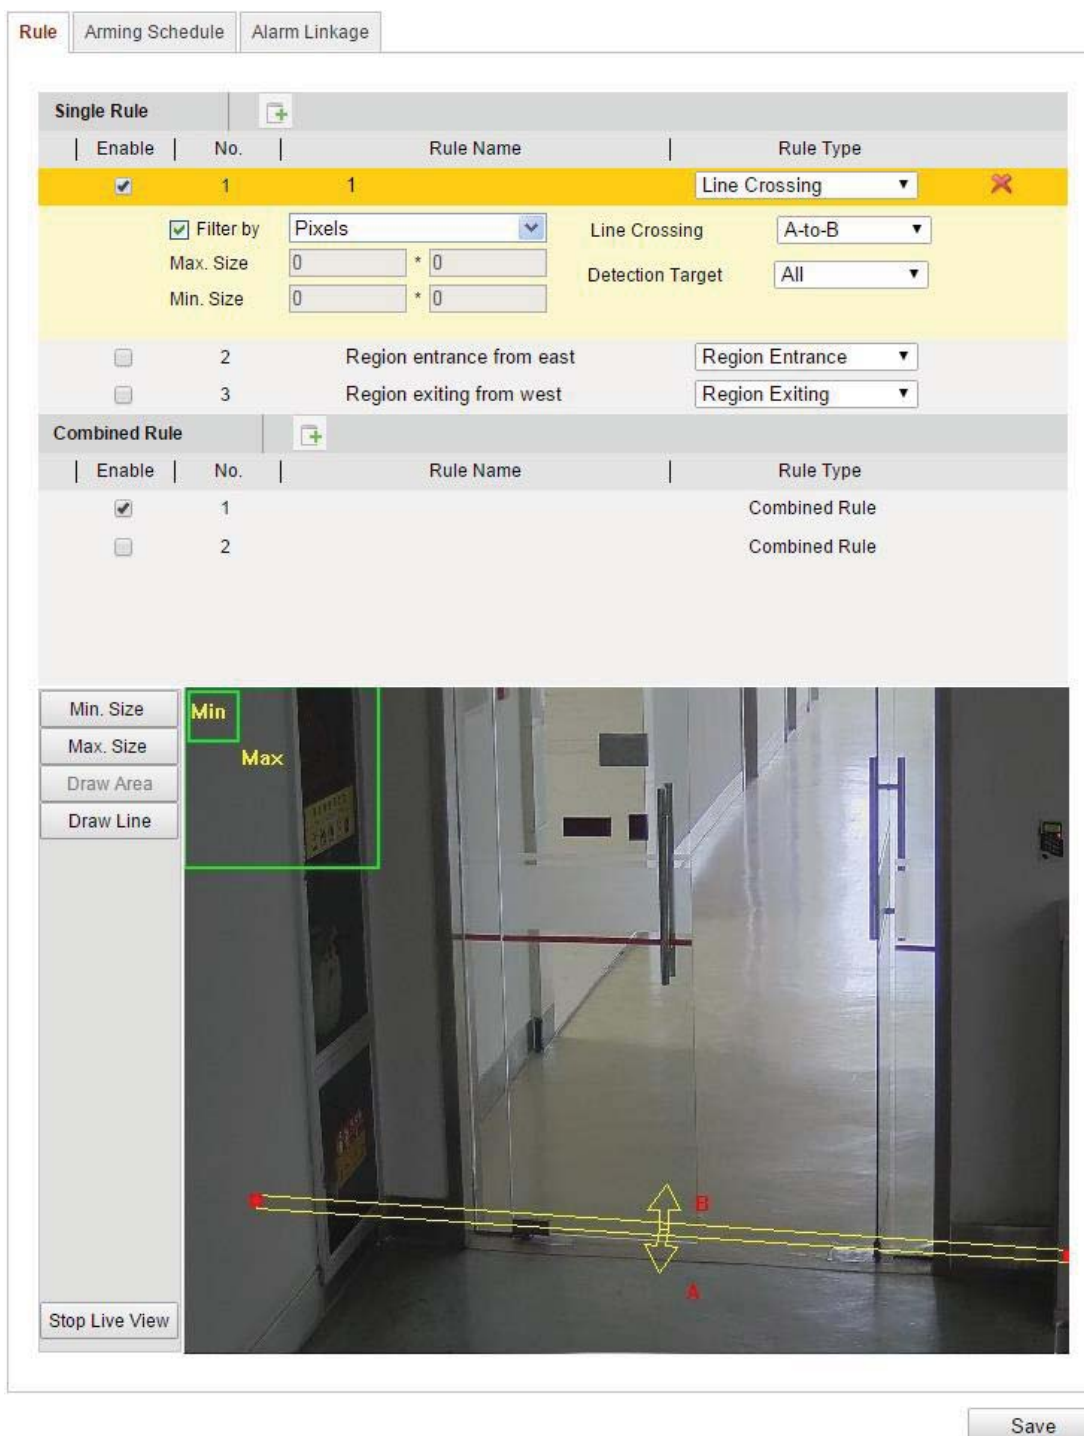 Rule Arming Schedule Alarm Linkage
Single Rule
Enable No. Rule Name Rule Type
1 1 Line Crossing
Filter by Pixels Line Crossing A-to-B
Max. Size 0 * 0 Detection Target All
Min. Size 0 * 0
2 Region entrance from east Region Entrance
3 Region exiting from west Region Exiting
Combined Rule
Enable No. Rule Name Rule Type
1 Combined Rule
2 Combined Rule
Min. Size
Max. Size
Draw Area
Draw Line
Min
Max
B
A
Stop Live View
Save